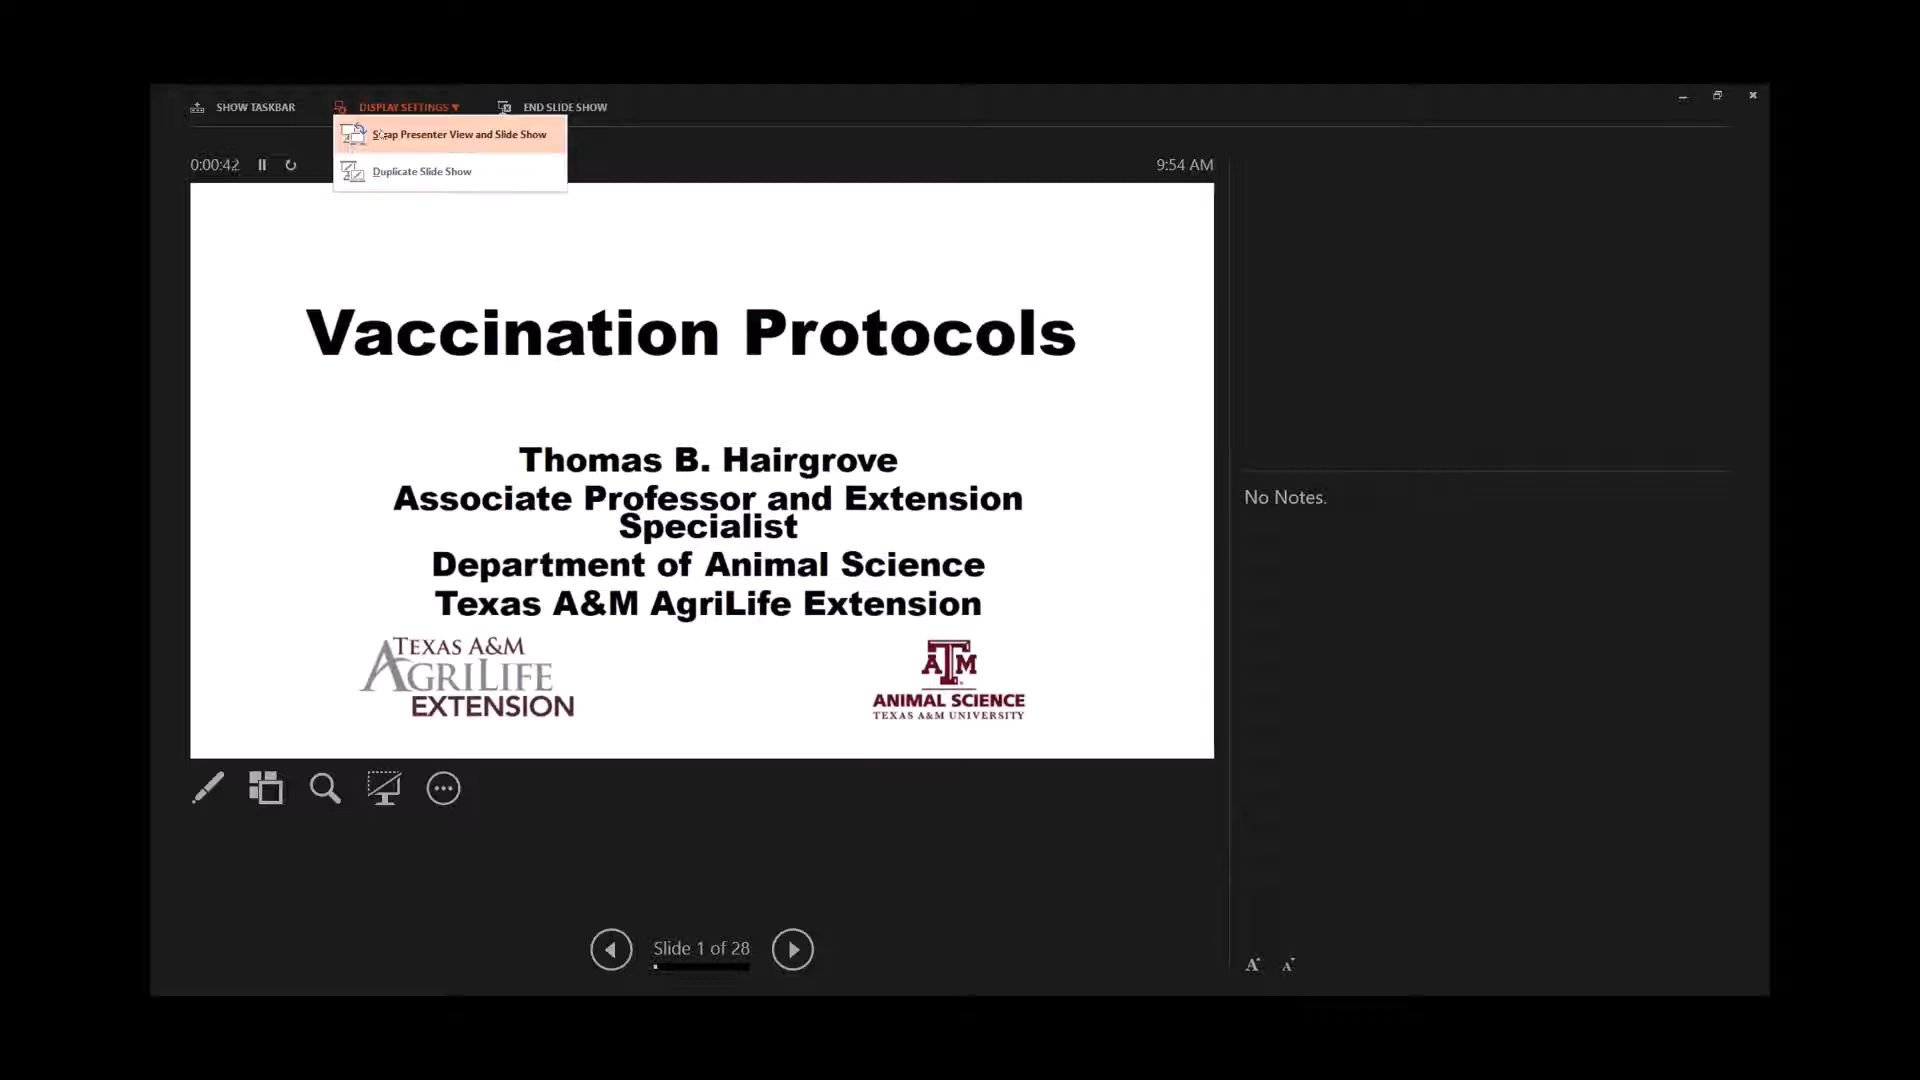 SHOW TASKBAR
DISPLAY SETTINGS ▼
END SLIDE SHOW
Swap Presenter View and Slide Show
Duplicate Slide Show
0:00:42
9:54 AM
Vaccination Protocols
Thomas B. Hairgrove
Associate Professor and Extension
Specialist
Department of Animal Science
Texas A&M AgriLife Extension
TEXAS A&M
AGRILIFE
EXTENSION
ATM
ANIMAL SCIENCE
TEXAS A&M UNIVERSITY
No Notes.
Slide 1 of 28
A A